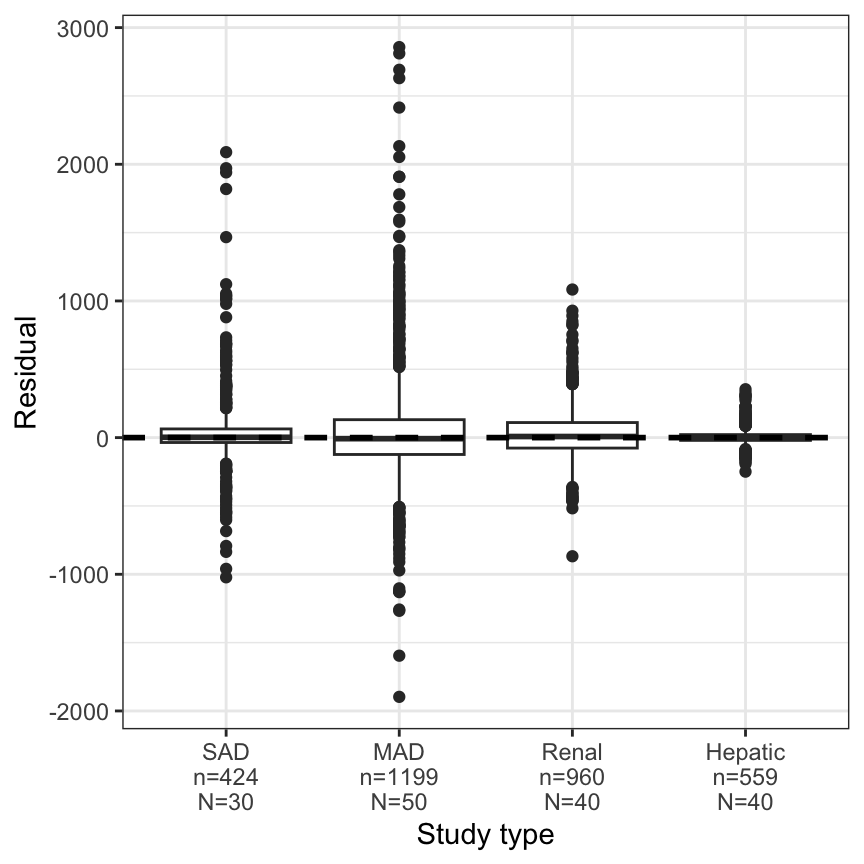 Residual
3000
2000
1000
0
-1000
-2000
SAD
n=424
N=30
MAD
n=1199
N=50
Renal
n=960
N=40
Hepatic
n=559
N=40
Study type